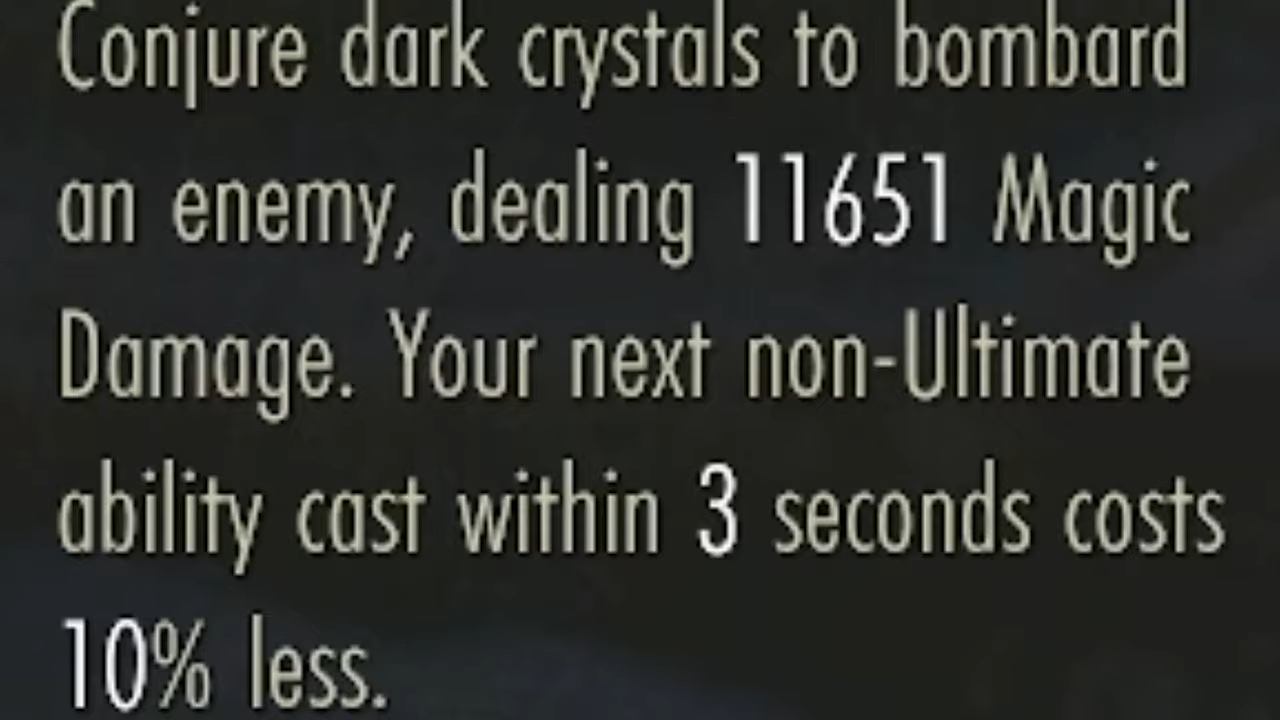 Conjure dark crystals to bombard
an enemy, dealing 11651 Magic
Damage. Your next non-Ultimate
ability cast within 3 seconds costs
10% less.